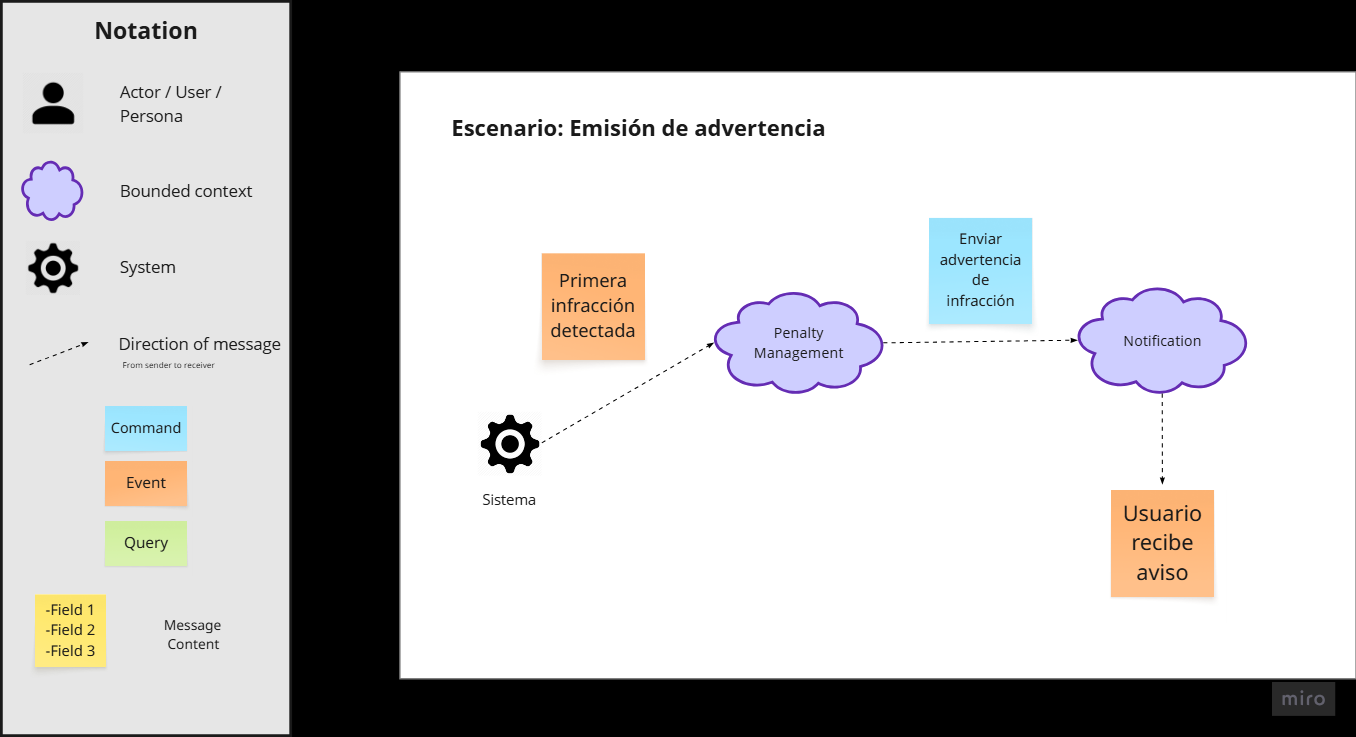 Notation
Actor / User /
Persona
Bounded context
System
Direction of message
From sender to receiver
Command
Event
Query
-Field 1
-Field 2
-Field 3
Message
Content
Escenario: Emisión de advertencia
Primera
infracción
detectada
Sistema
Penalty
Management
Enviar
advertencia
de
infracción
Notification
Usuario
recibe
aviso
miro